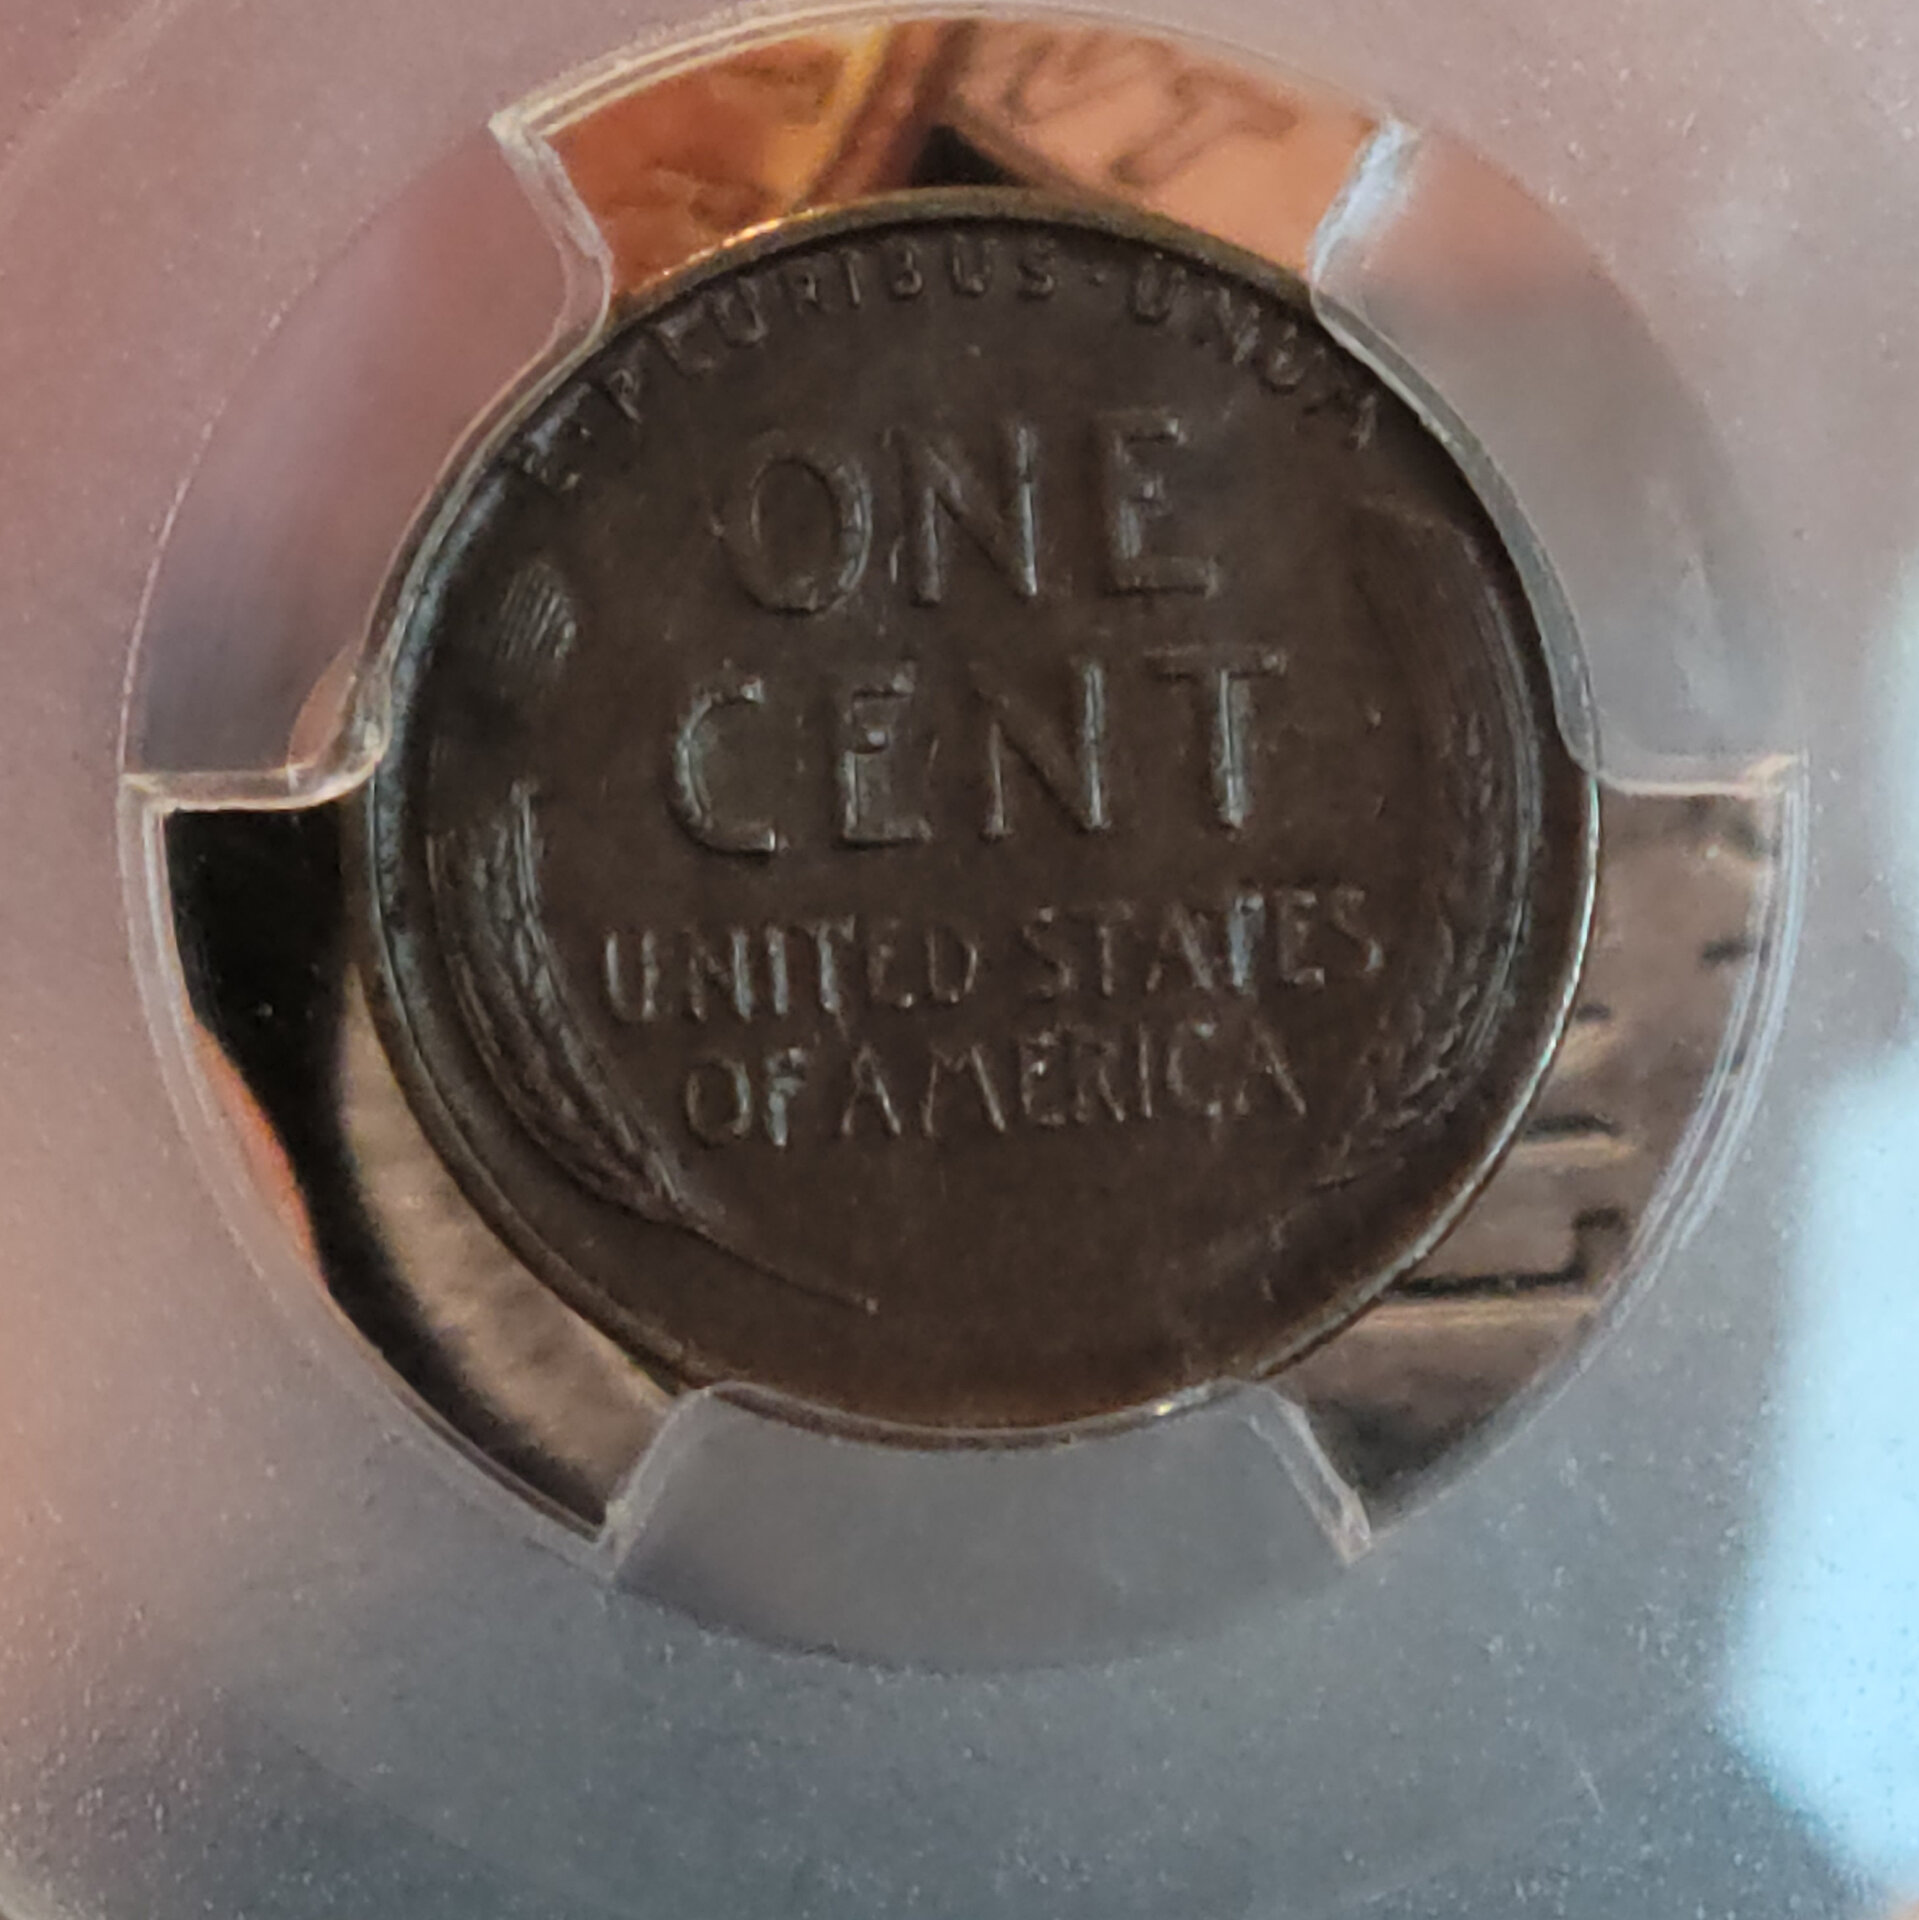 E·PLURIBUS·UNUM
ONE
CENT
UNITED STATES
OF AMERICA